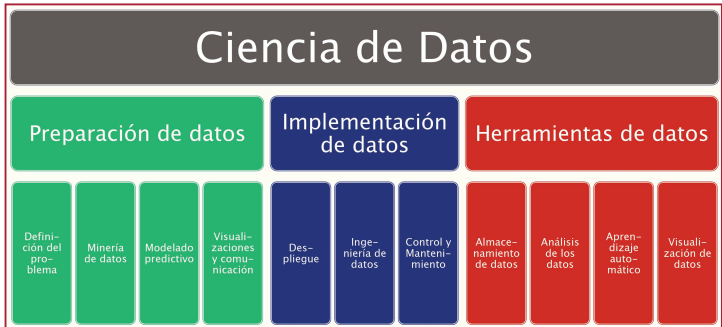 Ciencia de Datos
Preparación de datos
Implementación
de datos
Herramientas de datos
Defini-
ción del
pro-
blema
Minería
de datos
Modelado
predictivo
Visuali-
zaciones
y comu-
nicación
Des-
pliegue
Inge-
niería de
datos
Control y
Manteni-
miento
Almace-
namiento
de datos
Análisis
de los
datos
Apren-
dizaje
auto-
mático
Visuali-
zación de
datos